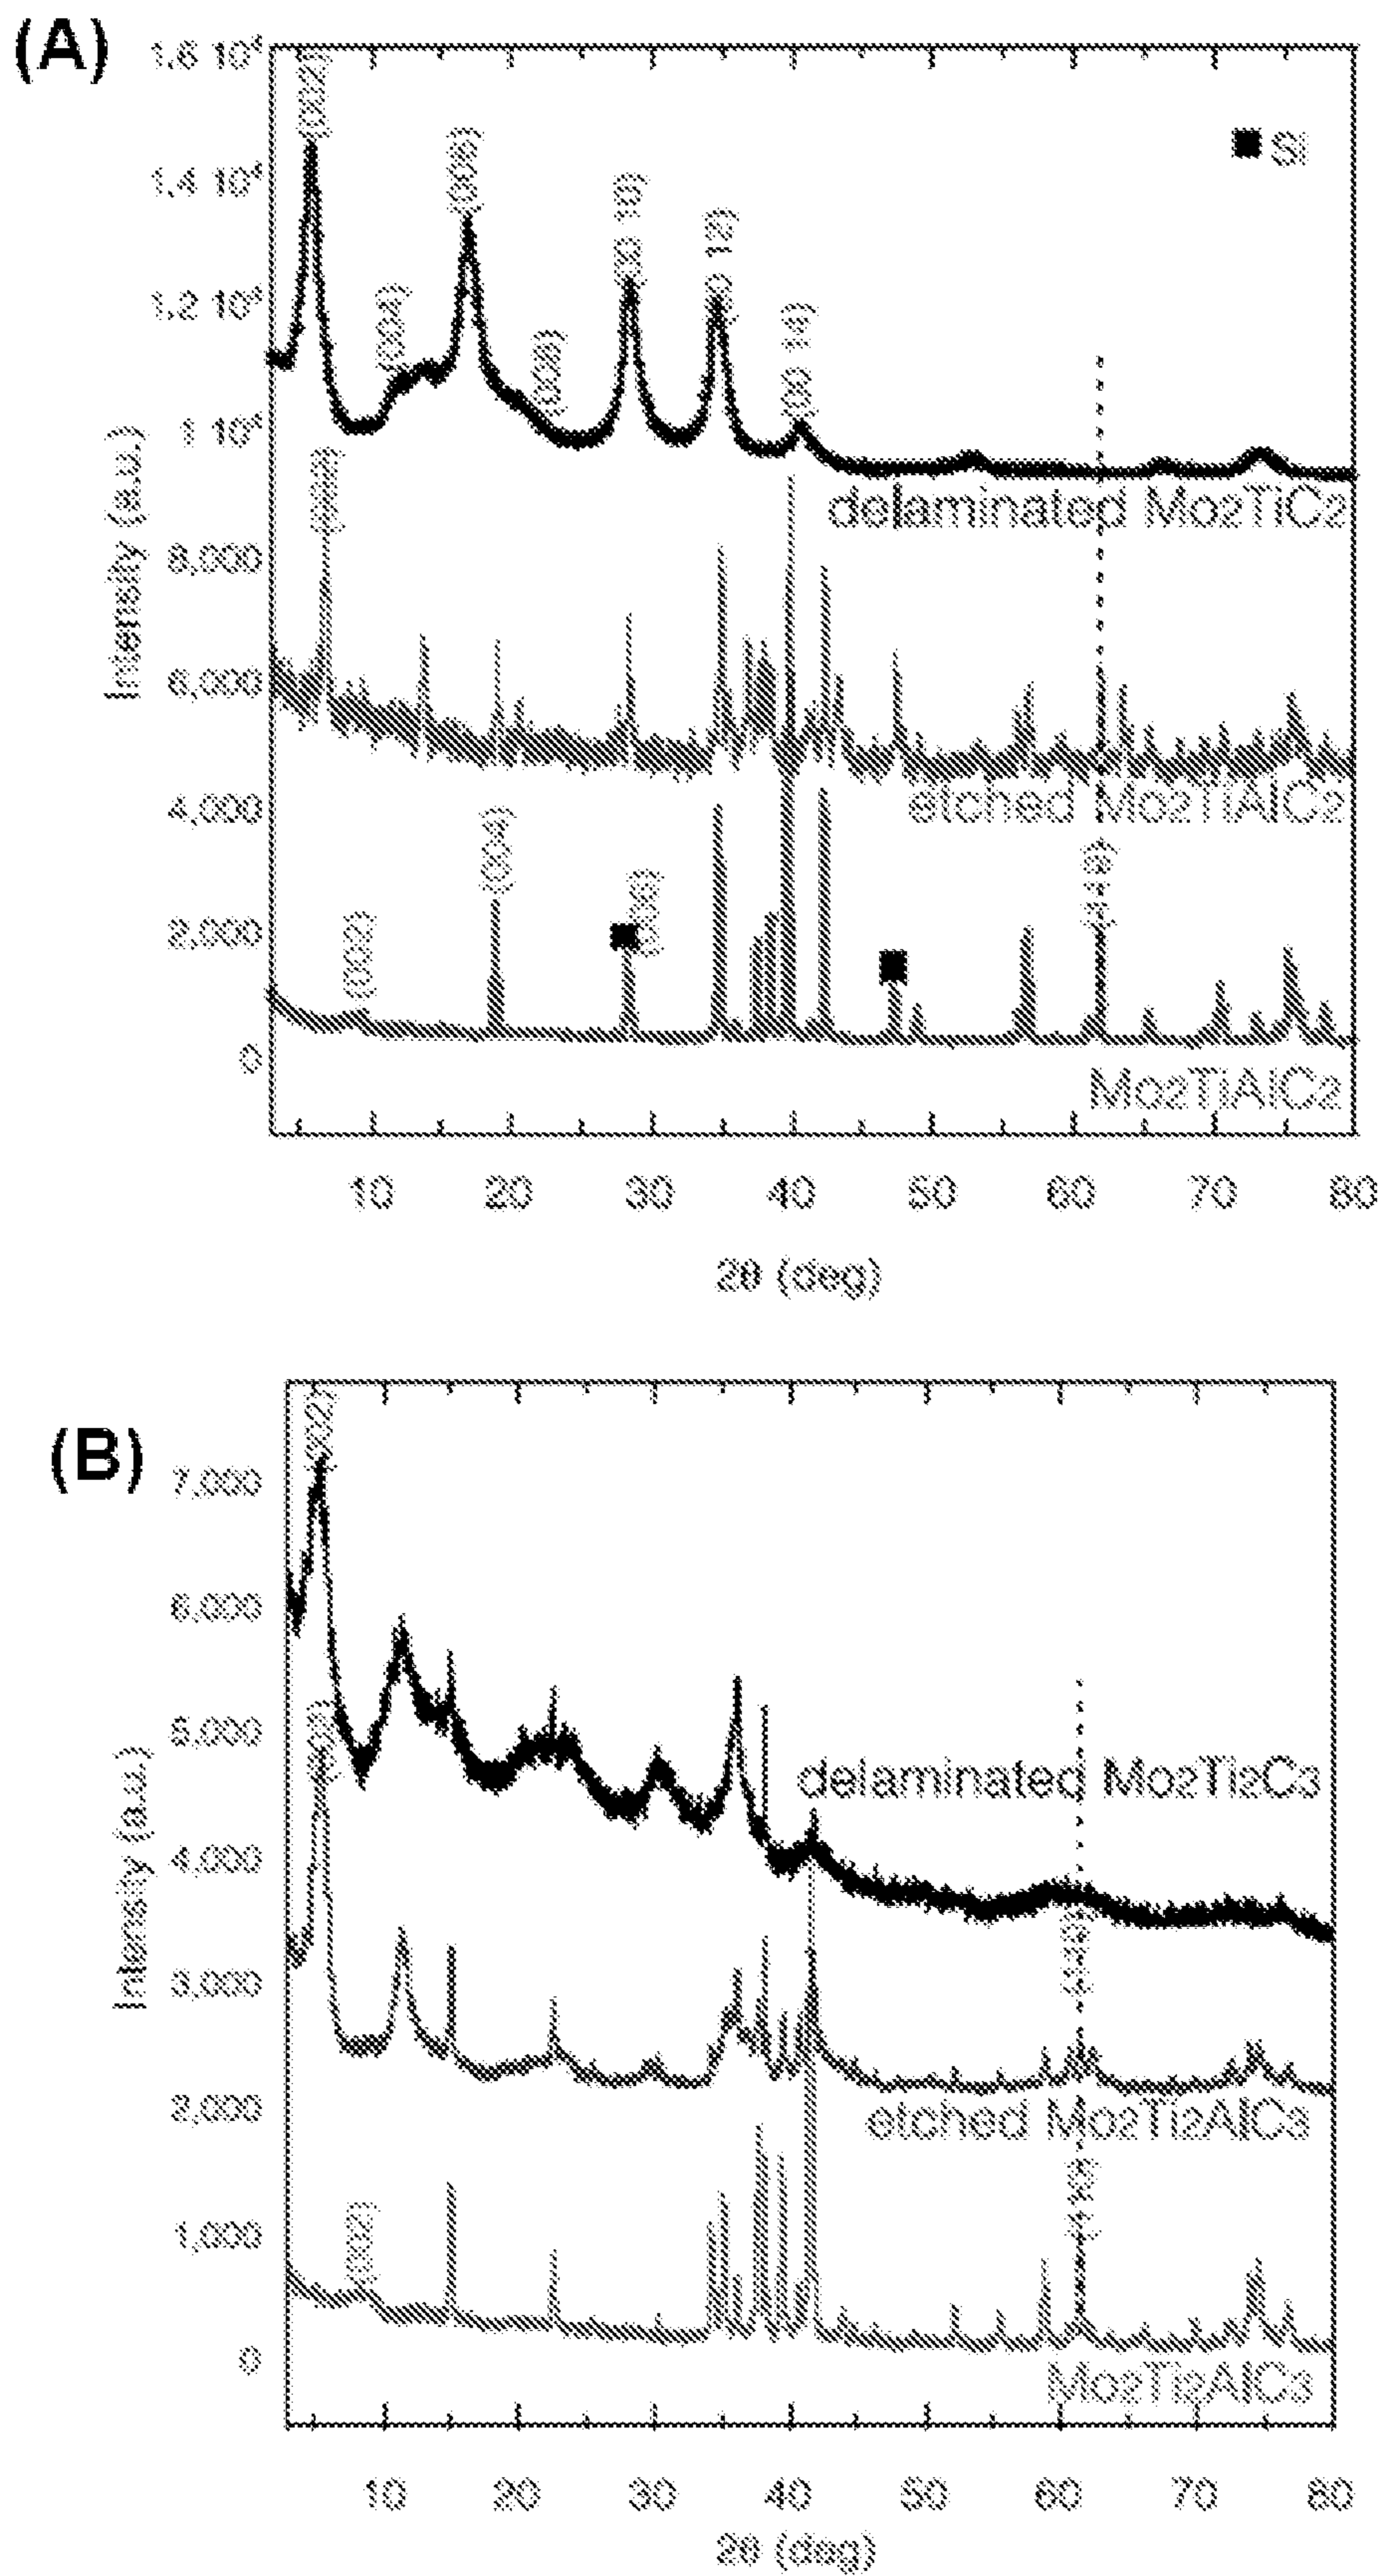 (A)
1.6 10⁴
1.4 10⁴
1.2 10⁴
1 10⁴
8,000
6,000
4,000
2,000
0
Intensity (a.u.)
(002)
(004)
(006)
(008)
(00 10)
(00 12)
(00 14)
■ Si
delaminated Mo2TiC2
(002)
etched Mo2TiAlC2
(002)
(004)
(006)
(110)
Mo2TiAlC2
10 20 30 40 50 60 70 80
2θ (deg)
(B)
7,000
6,000
5,000
4,000
3,000
2,000
1,000
0
Intensity (a.u.)
(002)
delaminated Mo2Ti2C3
(002)
(110)
etched Mo2Ti2AlC3
(002)
(110)
Mo2Ti2AlC3
10 20 30 40 50 60 70 80
2θ (deg)